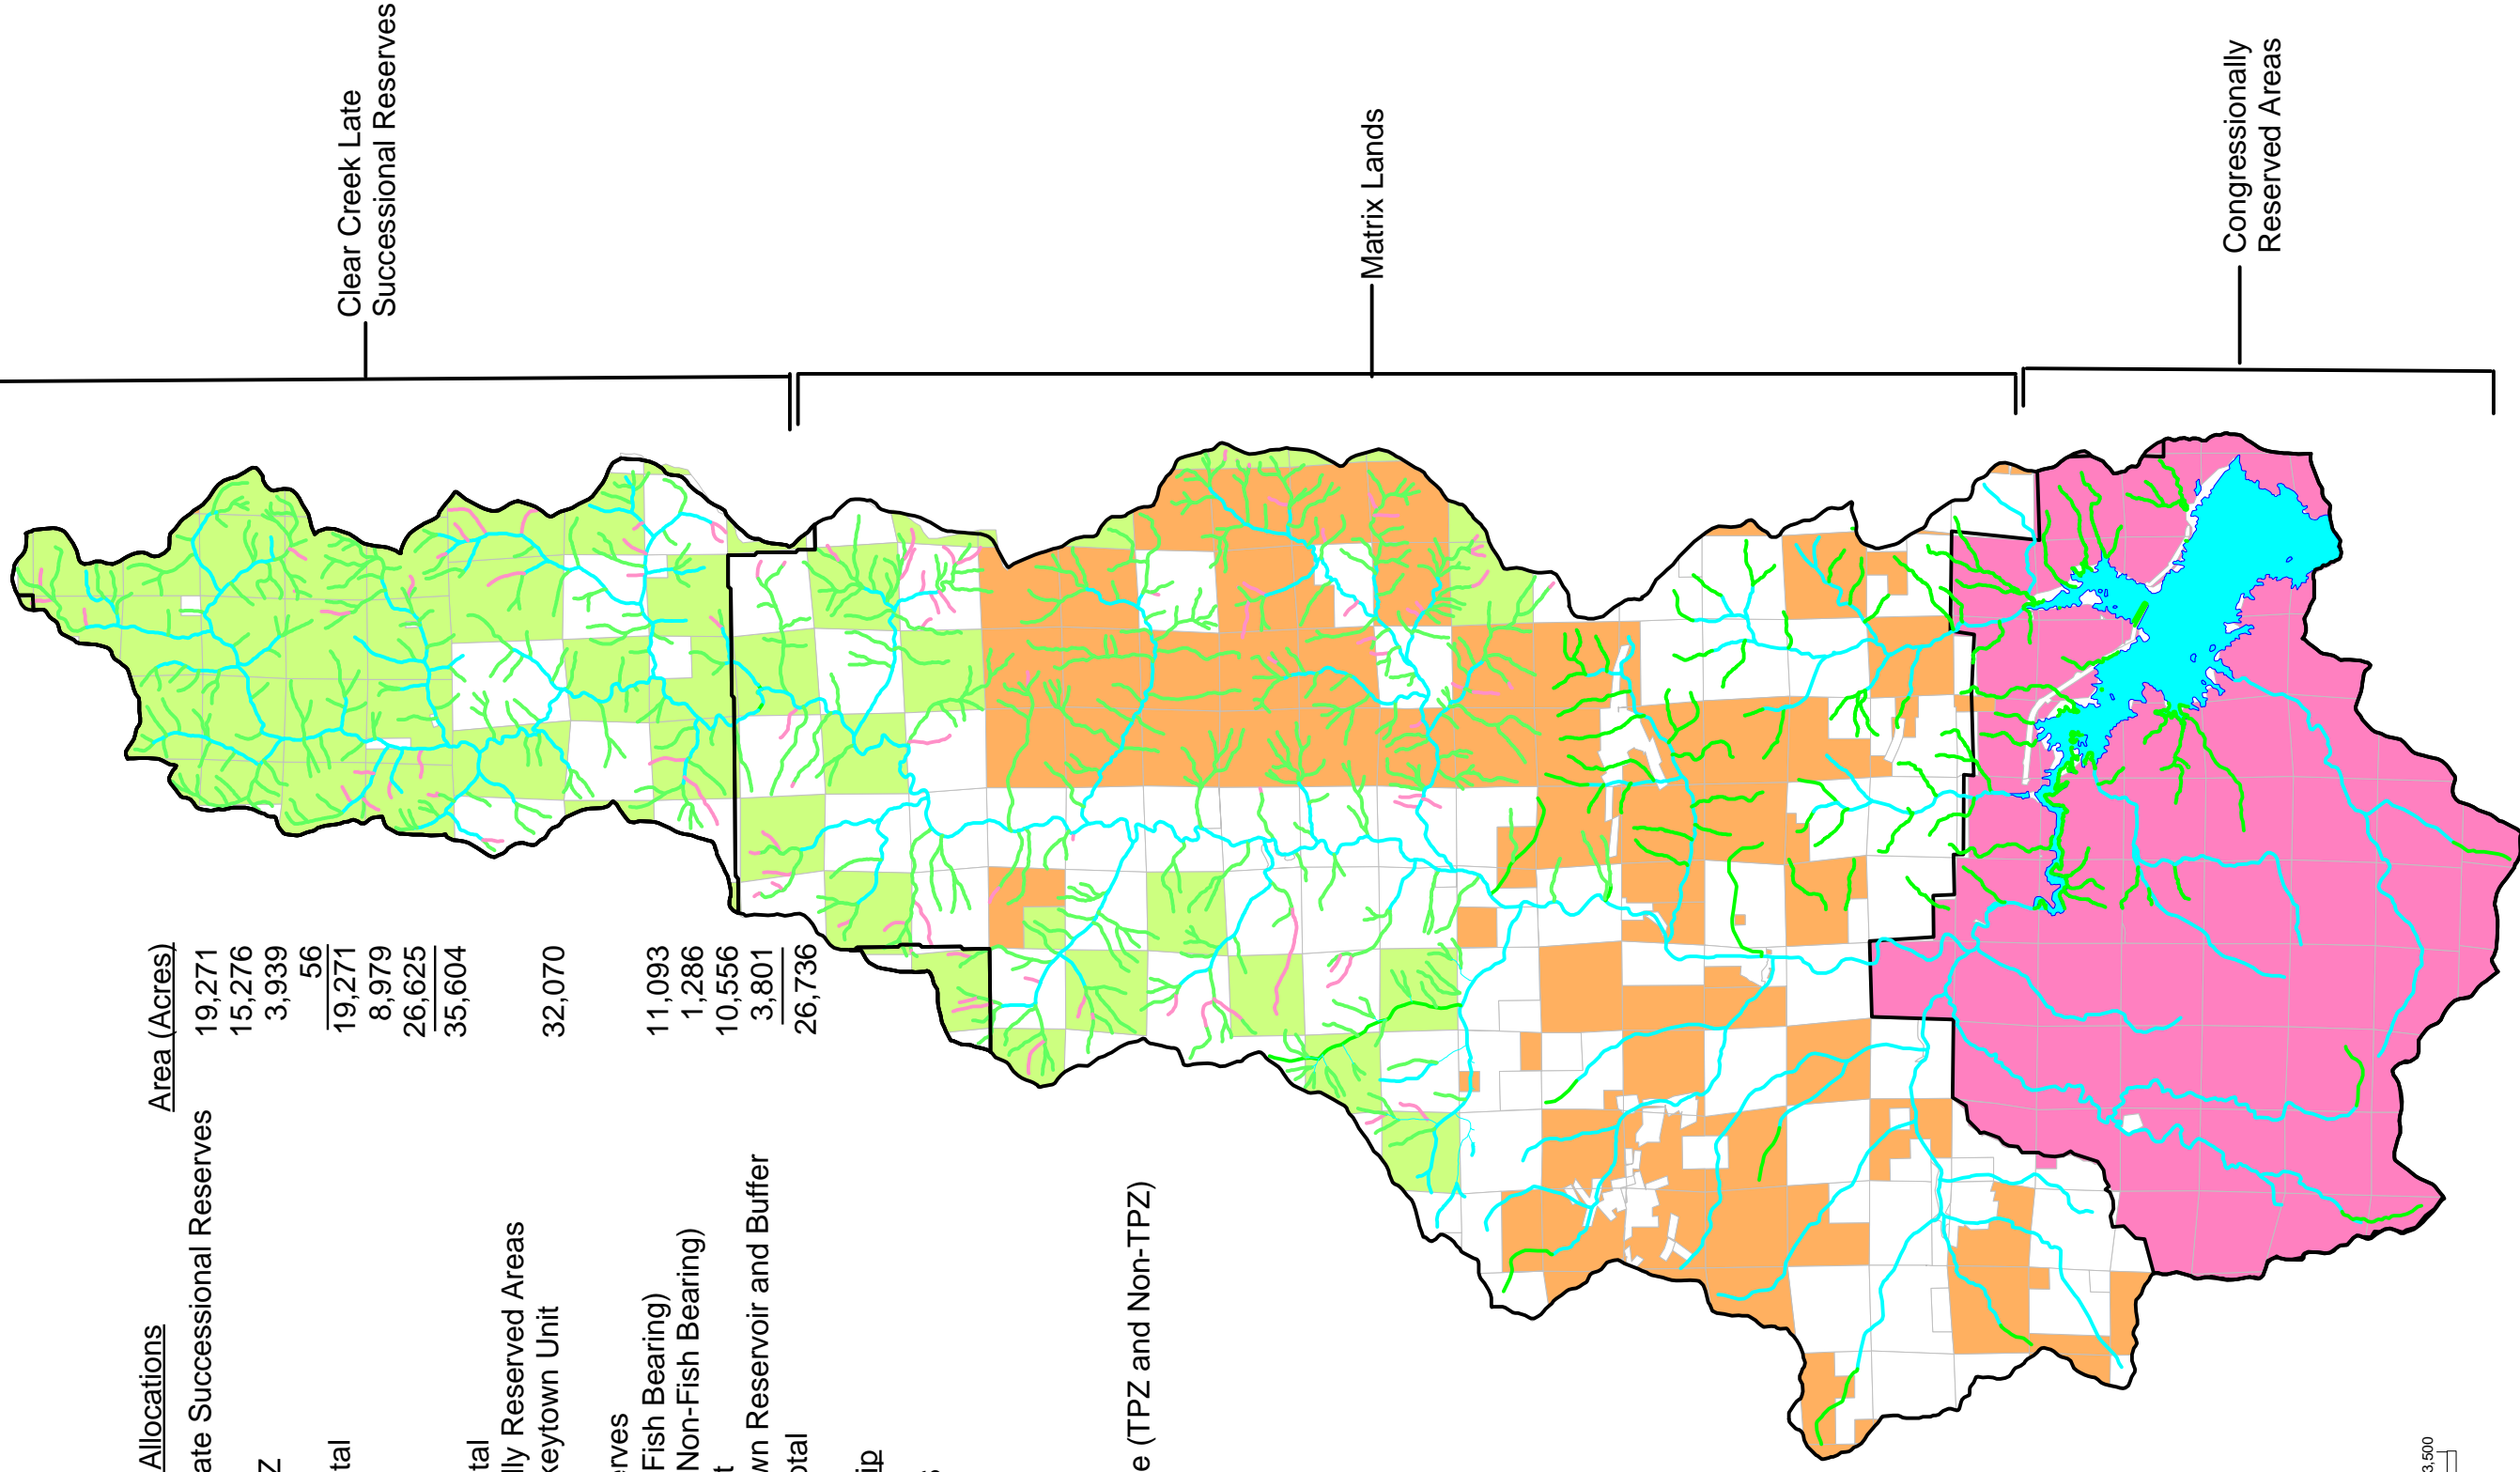 Allocations Area (Acres)
ate Successional Reserves 19,271
15,276
Z 3,939
56
tal 19,271
8,979
26,625
tal 35,604
lly Reserved Areas
keytown Unit 32,070
erves
Fish Bearing) 11,093
Non-Fish Bearing) 1,286
t 10,556
wn Reservoir and Buffer 3,801
otal 26,736
ip
s
e (TPZ and Non-TPZ)
Clear Creek Late
Successional Reserves
Matrix Lands
Congressionally
Reserved Areas
3,500